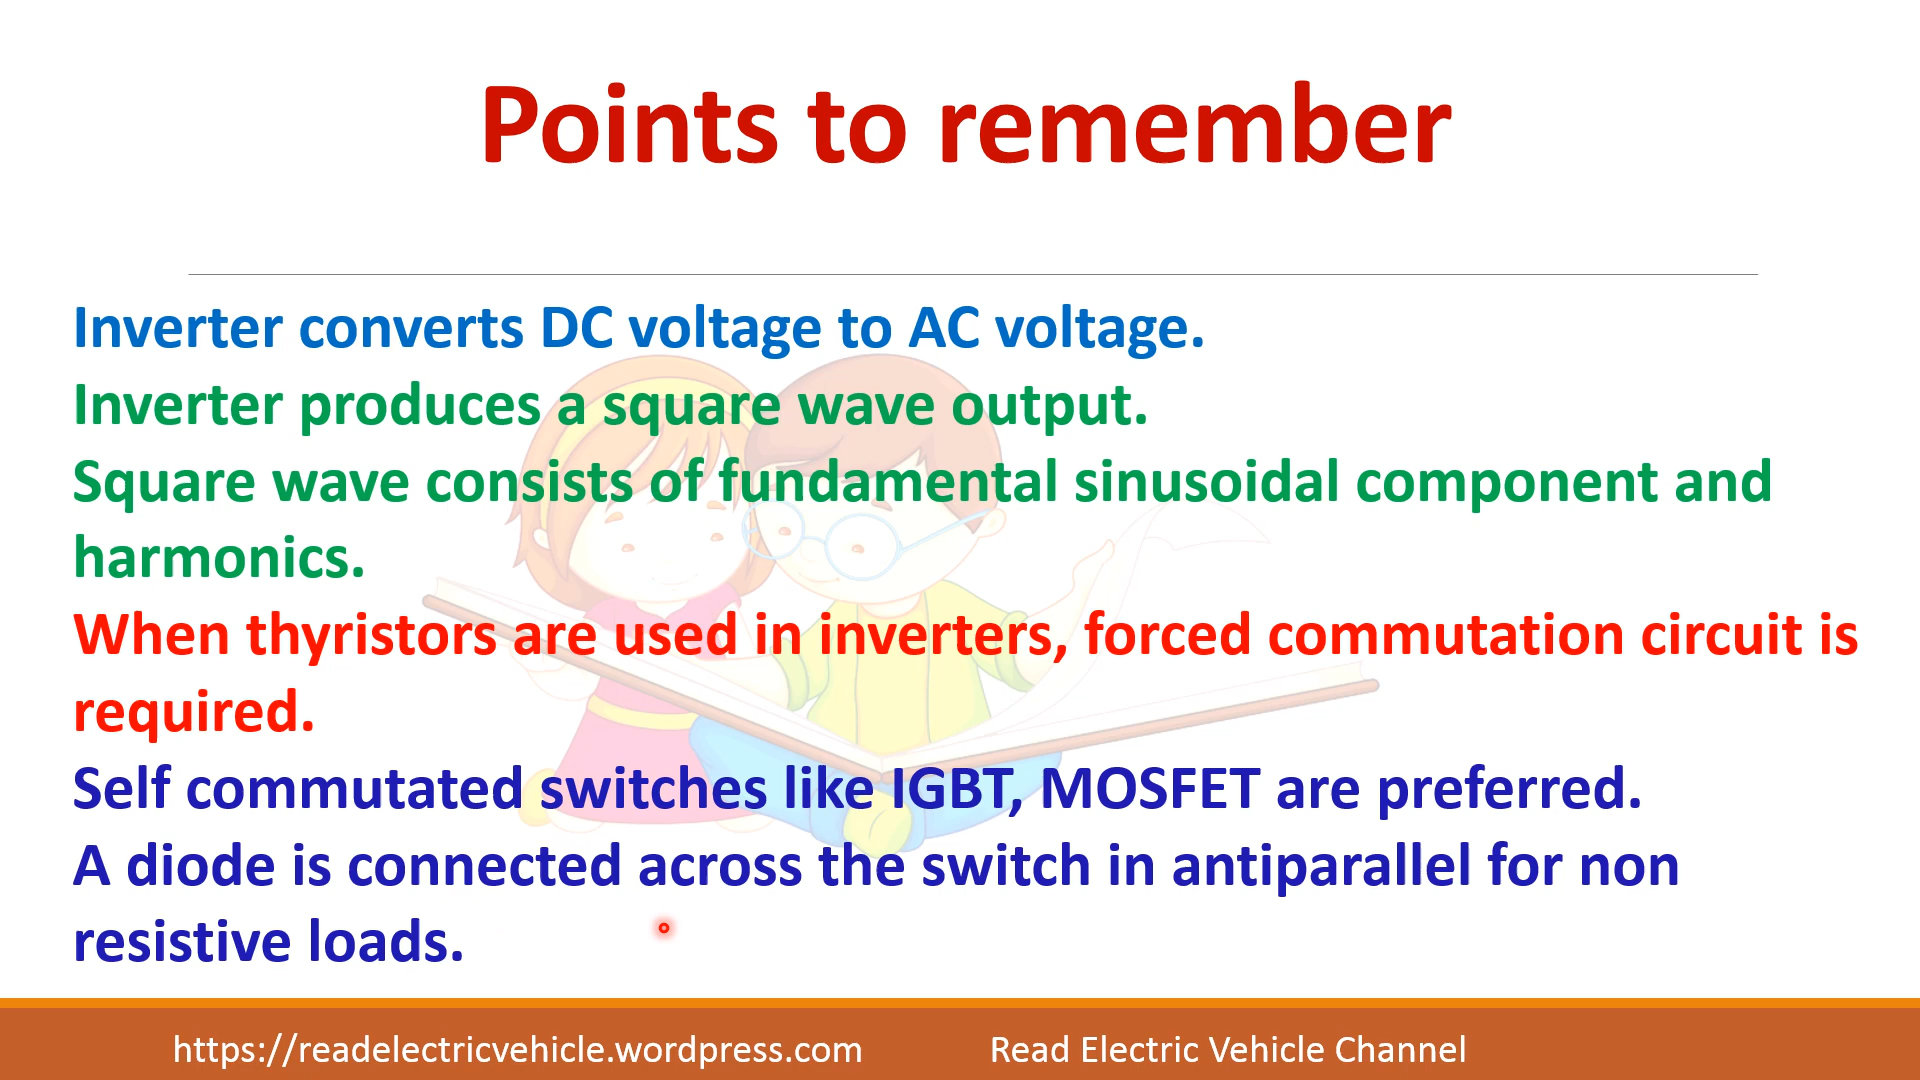 Points to remember
Inverter converts DC voltage to AC voltage.
Inverter produces a square wave output.
Square wave consists of fundamental sinusoidal component and
harmonics.
When thyristors are used in inverters, forced commutation circuit is
required.
Self commutated switches like IGBT, MOSFET are preferred.
A diode is connected across the switch in antiparallel for non
resistive loads.
https://readelectricvehicle.wordpress.com Read Electric Vehicle Channel